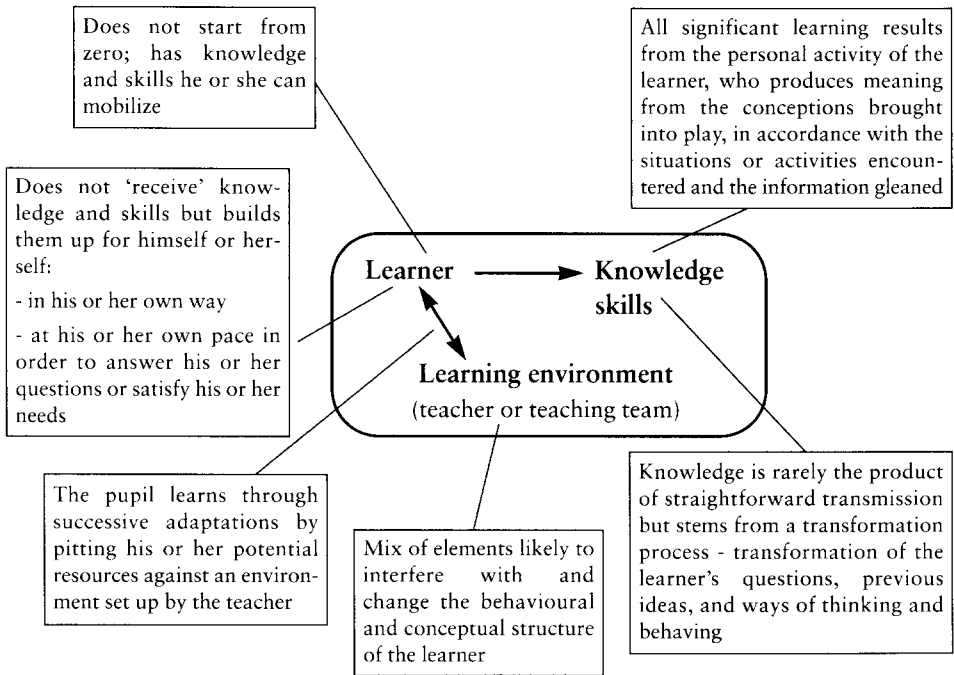 Does not start from
zero; has knowledge
and skills he or she can
mobilize
All significant learning results
from the personal activity of the
learner, who produces meaning
from the conceptions brought
into play, in accordance with the
situations or activities encoun-
tered and the information gleaned
Does not ‘receive’ know-
ledge and skills but builds
them up for himself or her-
self:
- in his or her own way
- at his or her own pace in
order to answer his or her
questions or satisfy his or her
needs
Learner
Knowledge
skills
Learning environment
(teacher or teaching team)
The pupil learns through
successive adaptations by
pitting his or her potential
resources against an environ-
ment set up by the teacher
Mix of elements likely to
interfere with and
change the behavioural
and conceptual structure
of the learner
Knowledge is rarely the product
of straightforward transmission
but stems from a transformation
process - transformation of the
learner’s questions, previous
ideas, and ways of thinking and
behaving